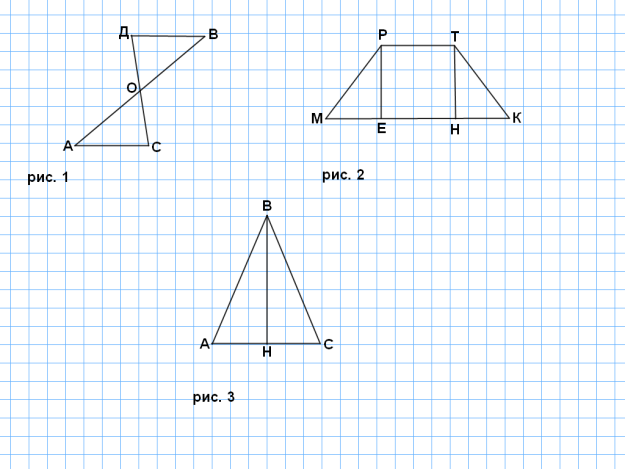 Д В
О
А С
рис. 1
Р Т
М Е Н К
рис. 2
В
А Н С
рис. 3